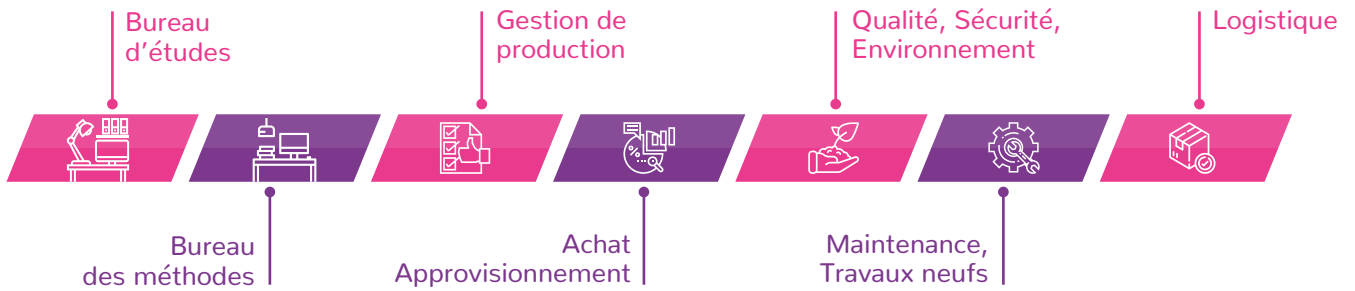 Bureau
d’études
Gestion de
production
Qualité, Sécurité,
Environnement
Logistique
%
Bureau
des méthodes
Achat
Approvisionnement
Maintenance,
Travaux neufs